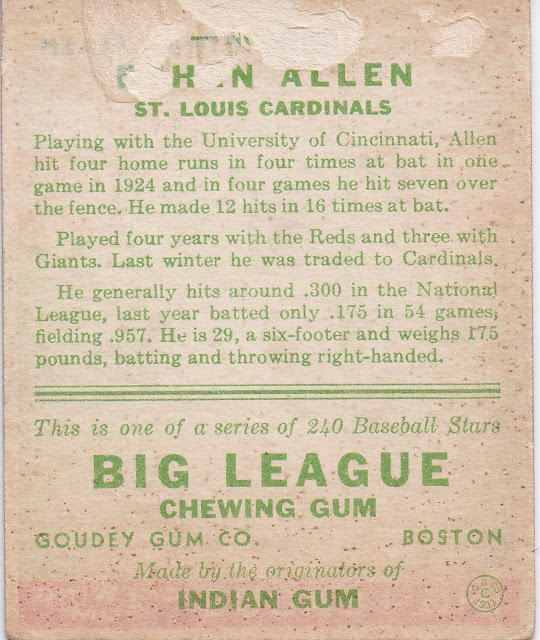 ALLEN
ST. LOUIS CARDINALS
Playing with the University of Cincinnati, Allen
hit four home runs in four times at bat in one
game in 1924 and in four games he hit seven over
the fence. He made 12 hits in 16 times at bat.
Played four years with the Reds and three with
Giants. Last winter he was traded to Cardinals.
He generally hits around .300 in the National
League, last year batted only .175 in 54 games,
fielding .957. He is 29, a six-footer and weighs 175
pounds, batting and throwing right-handed.
This is one of a series of 240 Baseball Stars
BIG LEAGUE
CHEWING GUM
GOUDEY GUM CO. BOSTON
Made by the originators of
INDIAN GUM